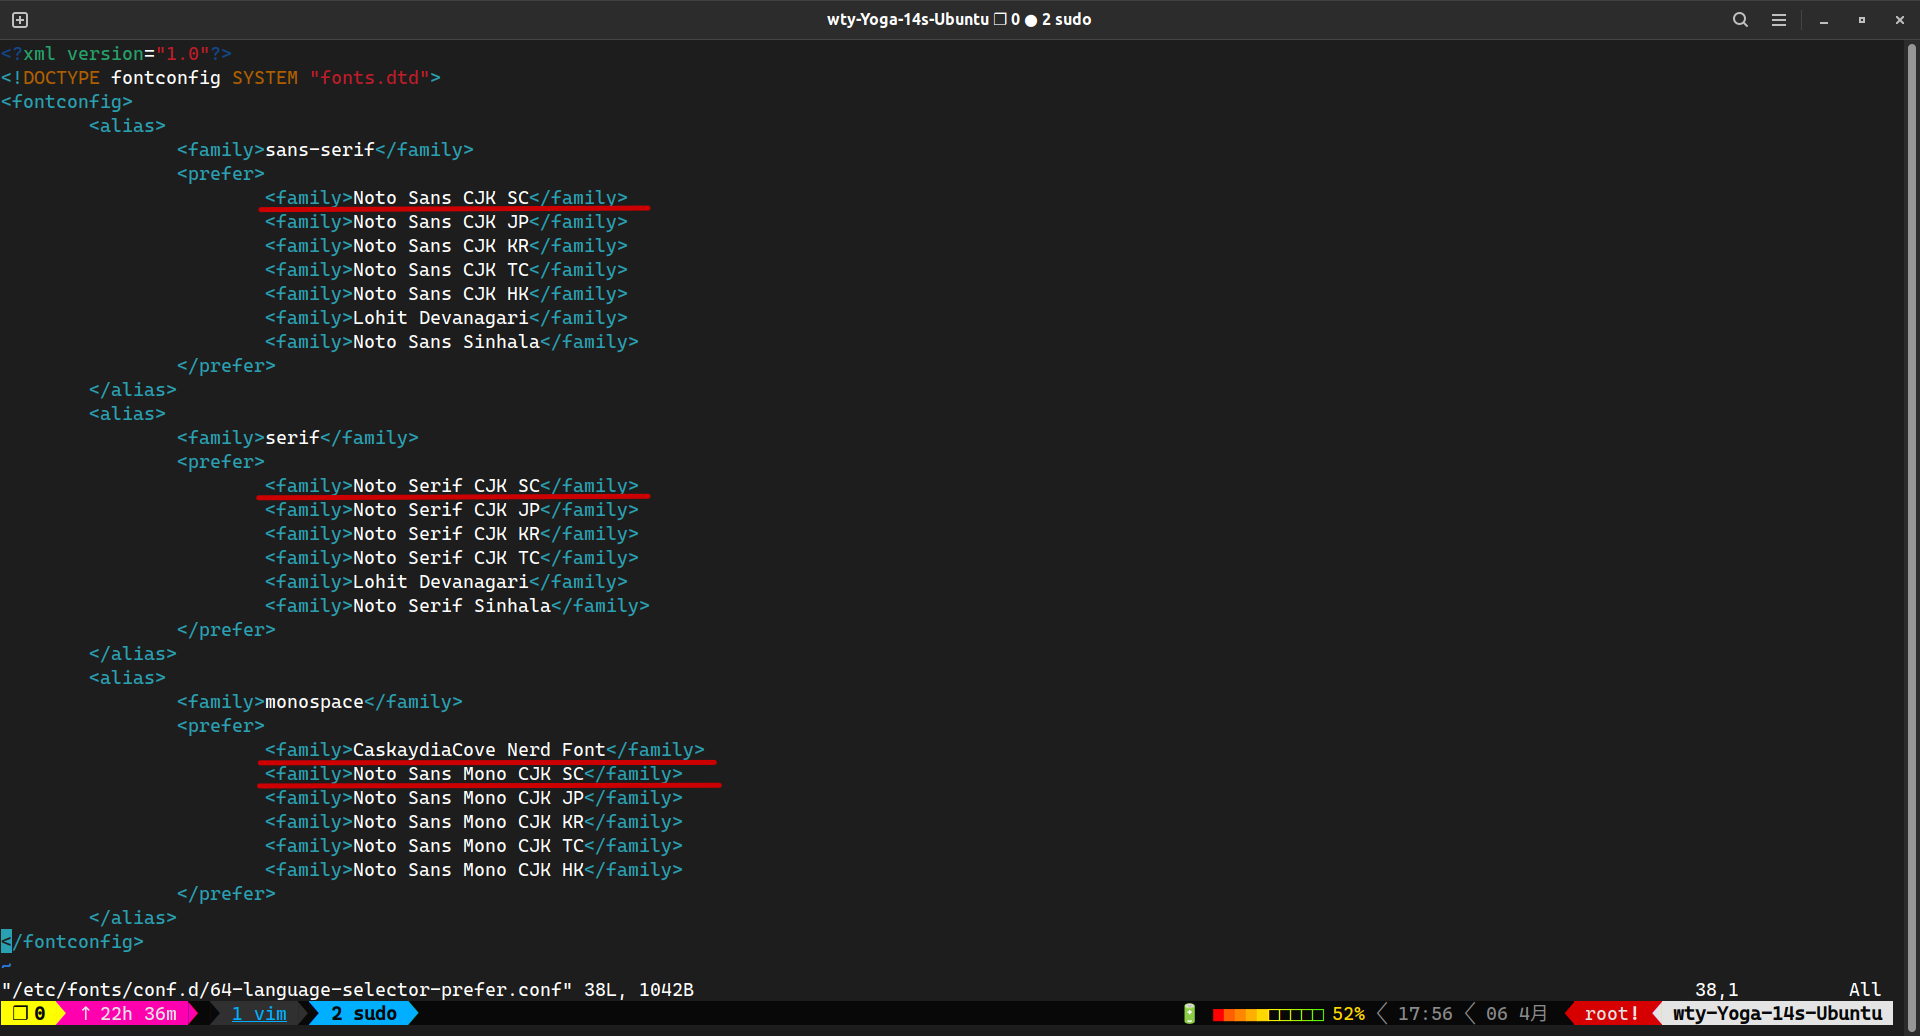 wty-Yoga-14s-Ubuntu ❐ 0 ● 2 sudo
<?xml version="1.0"?>
<!DOCTYPE fontconfig SYSTEM "fonts.dtd">
<fontconfig>
<alias>
<family>sans-serif</family>
<prefer>
<family>Noto Sans CJK SC</family>
<family>Noto Sans CJK JP</family>
<family>Noto Sans CJK KR</family>
<family>Noto Sans CJK TC</family>
<family>Noto Sans CJK HK</family>
<family>Lohit Devanagari</family>
<family>Noto Sans Sinhala</family>
</prefer>
</alias>
<alias>
<family>serif</family>
<prefer>
<family>Noto Serif CJK SC</family>
<family>Noto Serif CJK JP</family>
<family>Noto Serif CJK KR</family>
<family>Noto Serif CJK TC</family>
<family>Lohit Devanagari</family>
<family>Noto Serif Sinhala</family>
</prefer>
</alias>
<alias>
<family>monospace</family>
<prefer>
<family>CaskaydiaCove Nerd Font</family>
<family>Noto Sans Mono CJK SC</family>
<family>Noto Sans Mono CJK JP</family>
<family>Noto Sans Mono CJK KR</family>
<family>Noto Sans Mono CJK TC</family>
<family>Noto Sans Mono CJK HK</family>
</prefer>
</alias>
</fontconfig>
~
"/etc/fonts/conf.d/64-language-selector-prefer.conf" 38L, 1042B 38,1 All
❐ 0 ↑ 22h 36m 1 vim 2 sudo 52% 17:56 06 4月 root! wty-Yoga-14s-Ubuntu